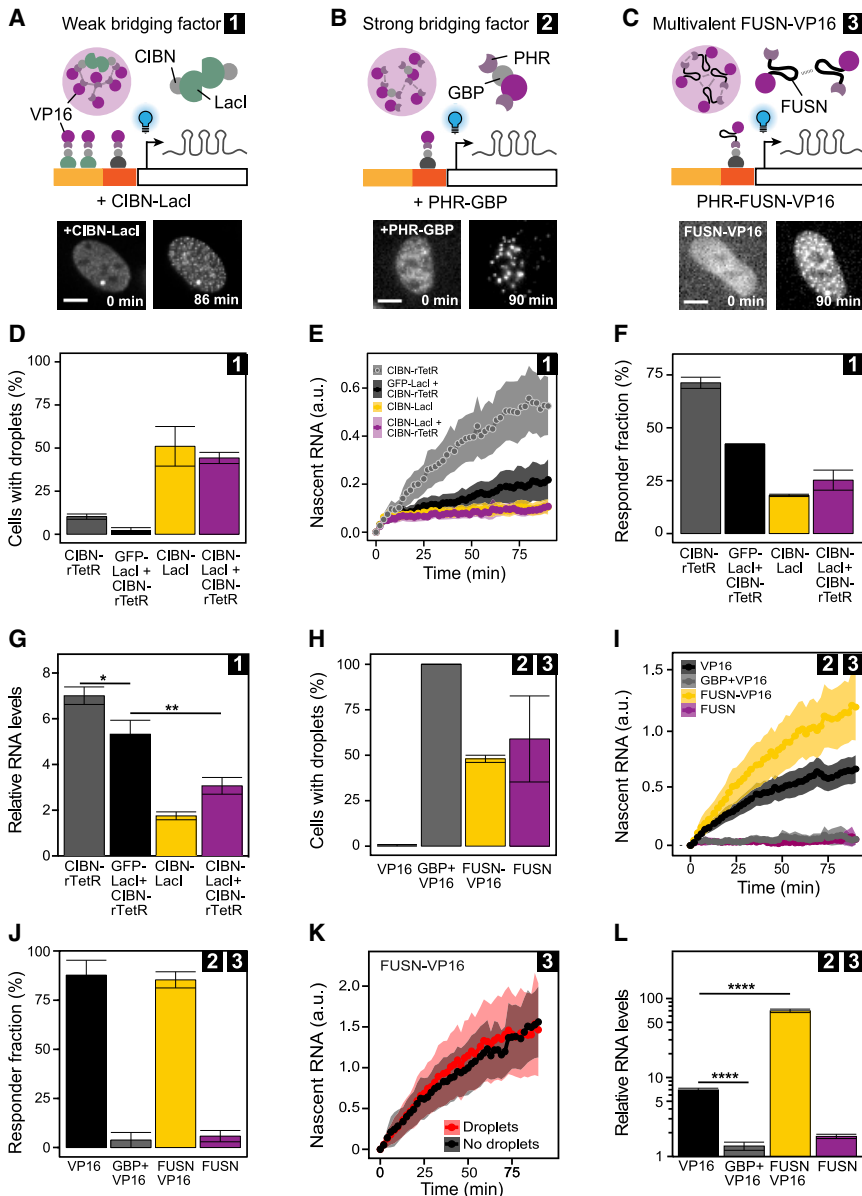 A Weak bridging factor 1
CIBN
LacI
VP16
+ CIBN-LacI
+CIBN-LacI
0 min
86 min
B Strong bridging factor 2
PHR
GBP
+ PHR-GBP
+PHR-GBP
0 min
90 min
C Multivalent FUSN-VP16 3
FUSN
PHR-FUSN-VP16
FUSN-VP16
0 min
90 min
D 1
Cells with droplets (%)
100
75
50
25
0
CIBN-
rTetR
GFP-
LacI +
CIBN-
rTetR
CIBN-
LacI
CIBN-
LacI +
CIBN-
rTetR
E 1
Nascent RNA (a.u.)
0.6
0.4
0.2
0.0
CIBN-rTetR
GFP-LacI +
CIBN-rTetR
CIBN-LacI
CIBN-LacI +
CIBN-rTetR
0 25 50 75
Time (min)
F 1
Responder fraction (%)
75
50
25
0
CIBN-
rTetR
GFP-
LacI+
CIBN-
rTetR
CIBN-
LacI
CIBN-
LacI+
CIBN-
rTetR
G 1
Relative RNA levels
8
6
4
2
0
*
**
CIBN-
rTetR
GFP-
LacI+
CIBN-
rTetR
CIBN-
LacI
CIBN-
LacI+
CIBN-
rTetR
H 2 3
Cells with droplets (%)
100
75
50
25
0
VP16
GBP+
VP16
FUSN-
VP16
FUSN
I 2 3
Nascent RNA (a.u.)
1.5
1.0
0.5
0.0
VP16
GBP+VP16
FUSN-VP16
FUSN
0 25 50 75
Time (min)
J 2 3
Responder fraction (%)
100
75
50
25
0
VP16
GBP+
VP16
FUSN
VP16
FUSN
K 3
FUSN-VP16
Nascent RNA (a.u.)
2.0
1.5
1.0
0.5
0
Droplets
No droplets
0 25 50 75
Time (min)
L 2 3
Relative RNA levels
100
50
10
5
1
****
****
VP16
GBP+
VP16
FUSN
VP16
FUSN